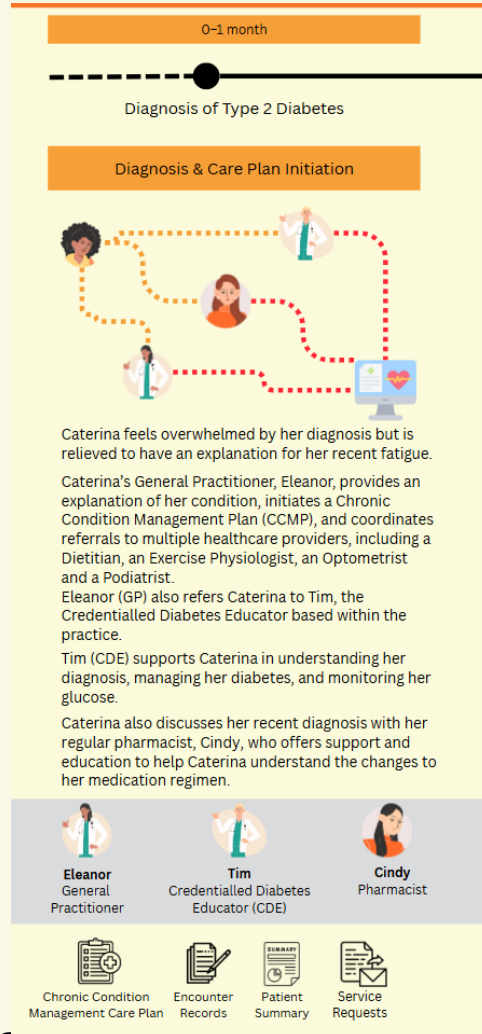 0–1 month
Diagnosis of Type 2 Diabetes
Diagnosis & Care Plan Initiation
Caterina feels overwhelmed by her diagnosis but is
relieved to have an explanation for her recent fatigue.
Caterina's General Practitioner, Eleanor, provides an
explanation of her condition, initiates a Chronic
Condition Management Plan (CCMP), and coordinates
referrals to multiple healthcare providers, including a
Dietitian, an Exercise Physiologist, an Optometrist
and a Podiatrist.
Eleanor (GP) also refers Caterina to Tim, the
Credentialled Diabetes Educator based within the
practice.
Tim (CDE) supports Caterina in understanding her
diagnosis, managing her diabetes, and monitoring her
glucose.
Caterina also discusses her recent diagnosis with her
regular pharmacist, Cindy, who offers support and
education to help Caterina understand the changes to
her medication regimen.
Eleanor
General
Practitioner
Tim
Credentialled Diabetes
Educator (CDE)
Cindy
Pharmacist
SUMMARY
Chronic Condition
Management Care Plan
Encounter
Records
Patient
Summary
Service
Requests